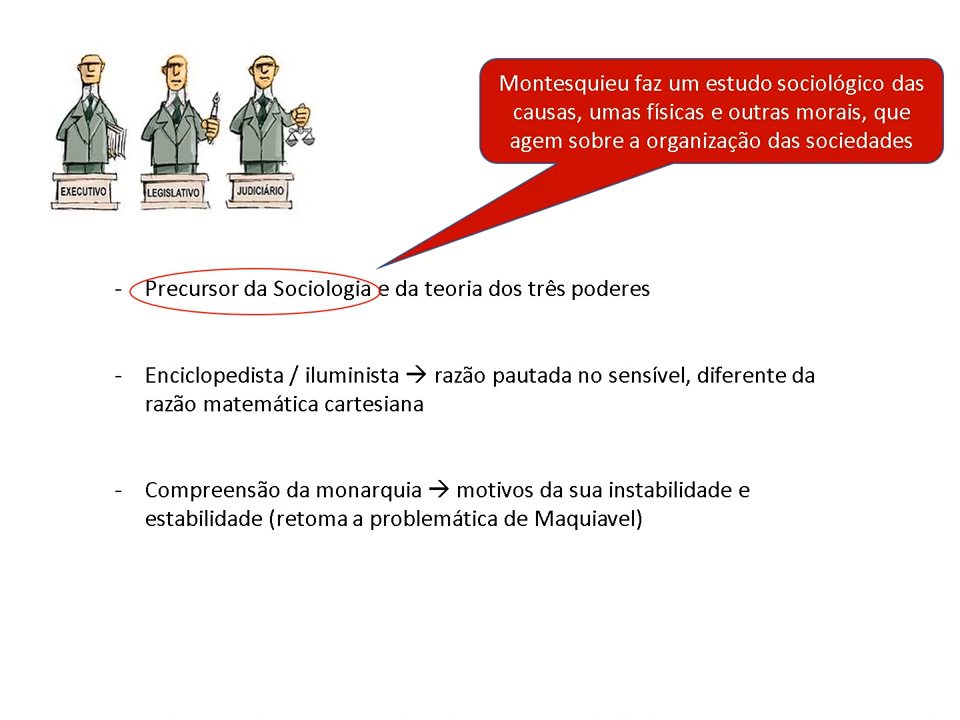 Montesquieu faz um estudo sociológico das
causas, umas físicas e outras morais, que
agem sobre a organização das sociedades
EXECUTIVO
LEGISLATIVO
JUDICIÁRIO
- Precursor da Sociologia e da teoria dos três poderes
- Enciclopedista / iluminista → razão pautada no sensível, diferente da
razão matemática cartesiana
- Compreensão da monarquia → motivos da sua instabilidade e
estabilidade (retoma a problemática de Maquiavel)